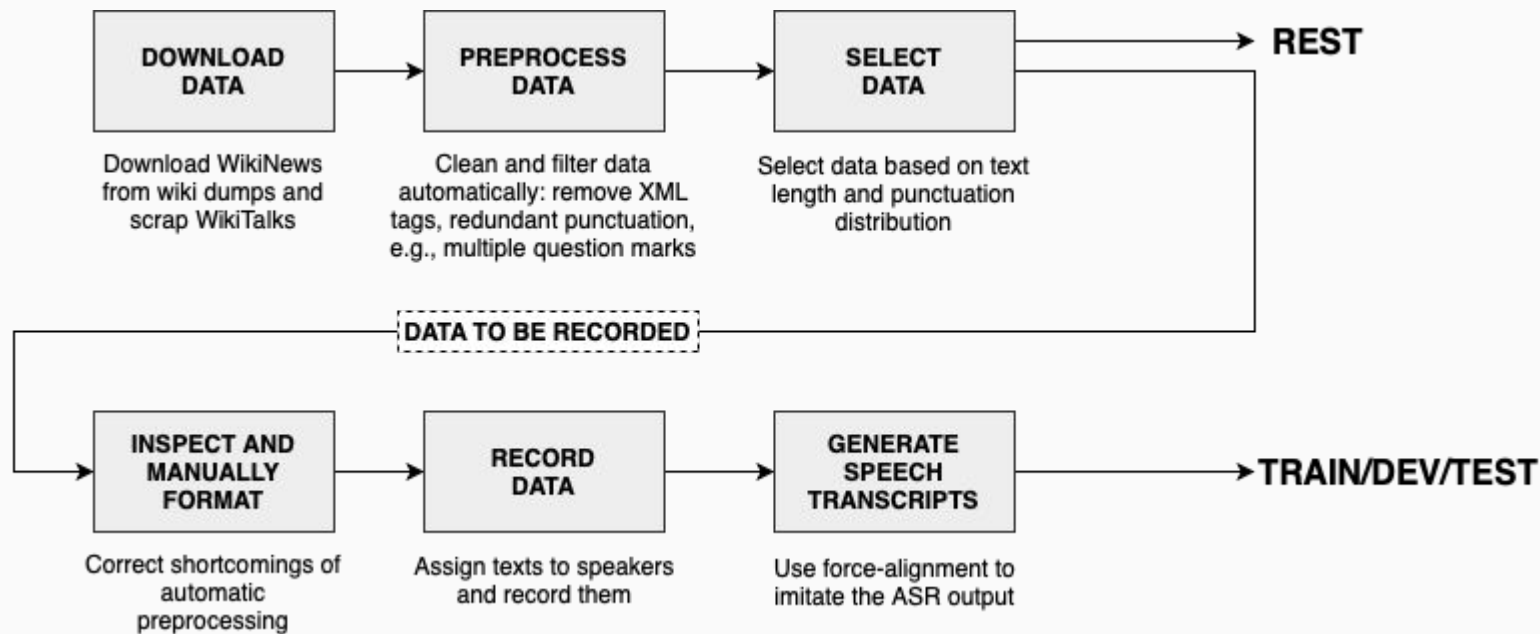 DOWNLOAD
DATA
PREPROCESS
DATA
SELECT
DATA
REST
Download WikiNews
from wiki dumps and
scrap WikiTalks
Clean and filter data
automatically: remove XML
tags, redundant punctuation,
e.g., multiple question marks
Select data based on text
length and punctuation
distribution
DATA TO BE RECORDED
INSPECT AND
MANUALLY
FORMAT
RECORD
DATA
GENERATE
SPEECH
TRANSCRIPTS
TRAIN/DEV/TEST
Correct shortcomings of
automatic
preprocessing
Assign texts to speakers
and record them
Use force-alignment to
imitate the ASR output